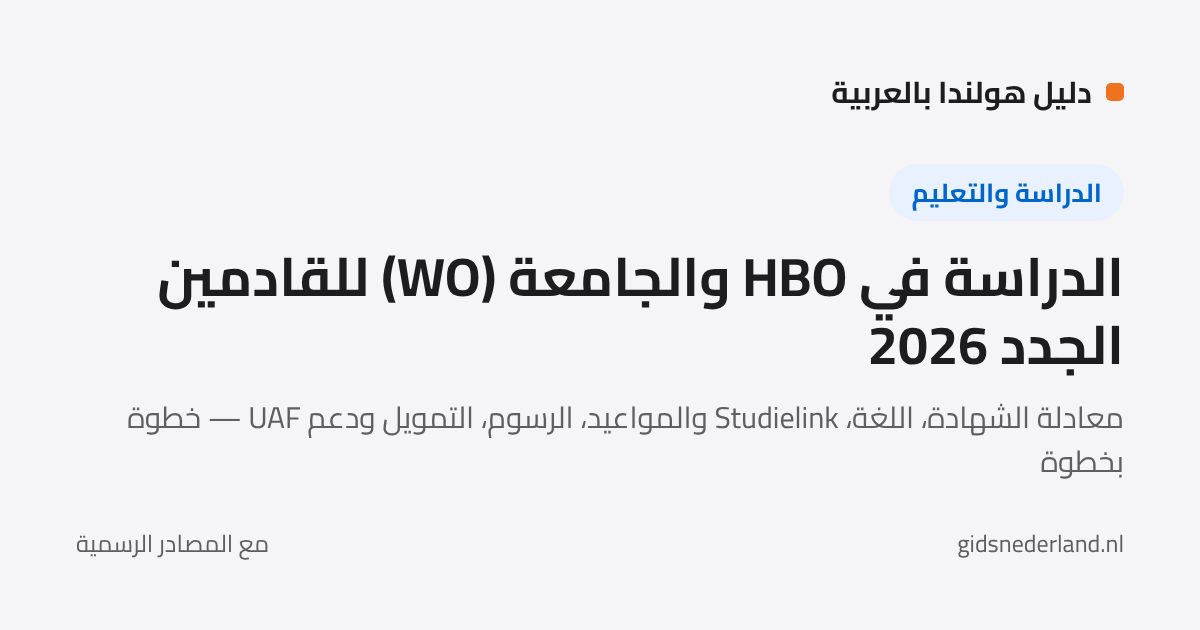 دليل هولندا بالعربية
الدراسة والتعليم
الدراسة في HBO والجامعة (WO) للقادمين
الجدد 2026
معادلة الشهادة، اللغة، Studielink والمواعيد، الرسوم، التمويل ودعم UAF — خطوة
بخطوة
gidsnederland.nl
مع المصادر الرسمية